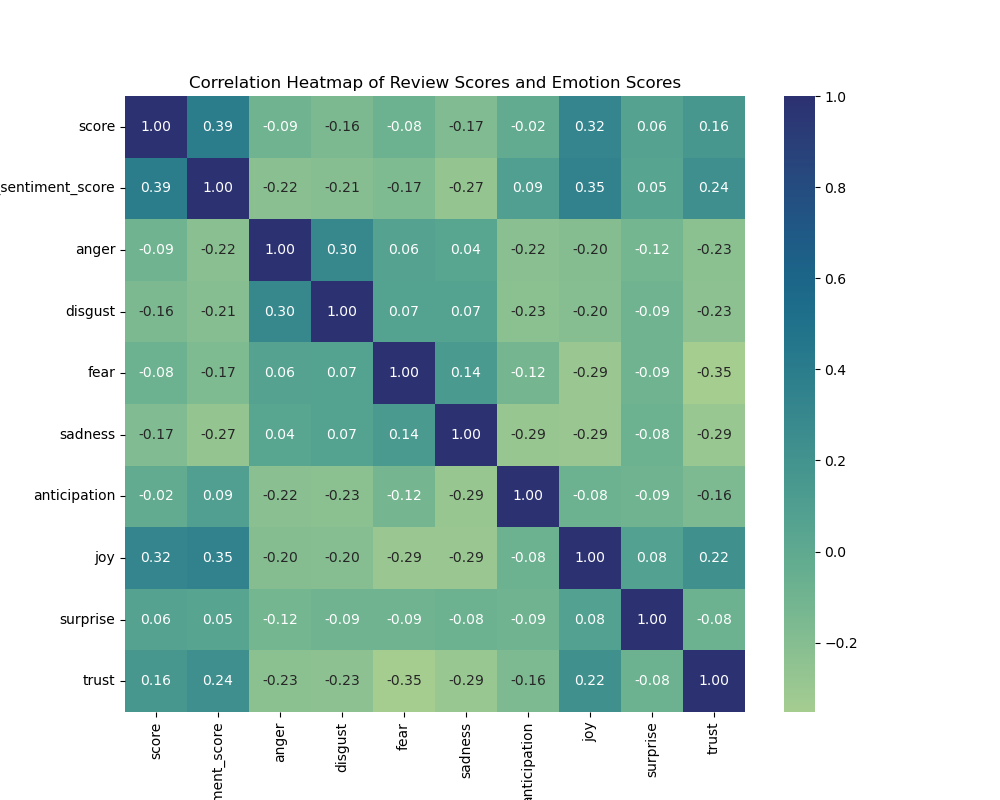 Correlation Heatmap of Review Scores and Emotion Scores
score 1.00 0.39 -0.09 -0.16 -0.08 -0.17 -0.02 0.32 0.06 0.16
_sentiment_score 0.39 1.00 -0.22 -0.21 -0.17 -0.27 0.09 0.35 0.05 0.24
anger -0.09 -0.22 1.00 0.30 0.06 0.04 -0.22 -0.20 -0.12 -0.23
disgust -0.16 -0.21 0.30 1.00 0.07 0.07 -0.23 -0.20 -0.09 -0.23
fear -0.08 -0.17 0.06 0.07 1.00 0.14 -0.12 -0.29 -0.09 -0.35
sadness -0.17 -0.27 0.04 0.07 0.14 1.00 -0.29 -0.29 -0.08 -0.29
anticipation -0.02 0.09 -0.22 -0.23 -0.12 -0.29 1.00 -0.08 -0.09 -0.16
joy 0.32 0.35 -0.20 -0.20 -0.29 -0.29 -0.08 1.00 0.08 0.22
surprise 0.06 0.05 -0.12 -0.09 -0.09 -0.08 -0.09 0.08 1.00 -0.08
trust 0.16 0.24 -0.23 -0.23 -0.35 -0.29 -0.16 0.22 -0.08 1.00
score
ment_score
anger
disgust
fear
sadness
nticipation
joy
surprise
trust
1.0
0.8
0.6
0.4
0.2
0.0
−0.2